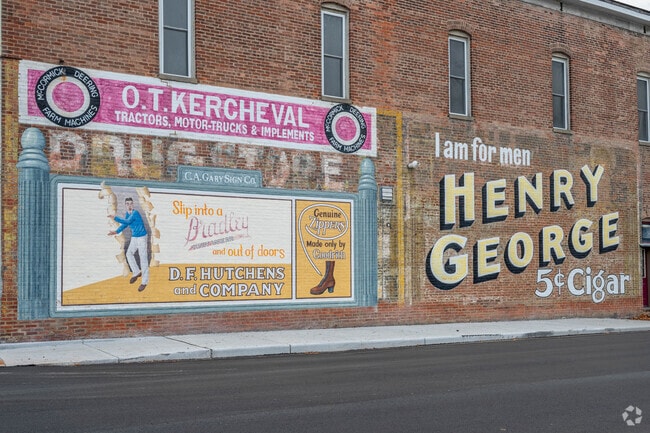 McCORMICK-DEERING
FARM MACHINES
O.T. KERCHEVAL
TRACTORS, MOTOR-TRUCKS & IMPLEMENTS
McCORMICK-DEERING
FARM MACHINES
DRUG STORE
C.A. GARY SIGN CO.
Slip into a
Bradley
and out of doors
D.F. HUTCHENS
and COMPANY
Genuine
Zippers
Made only by
Goodrich
I am for men
HENRY
GEORGE
5¢ Cigar